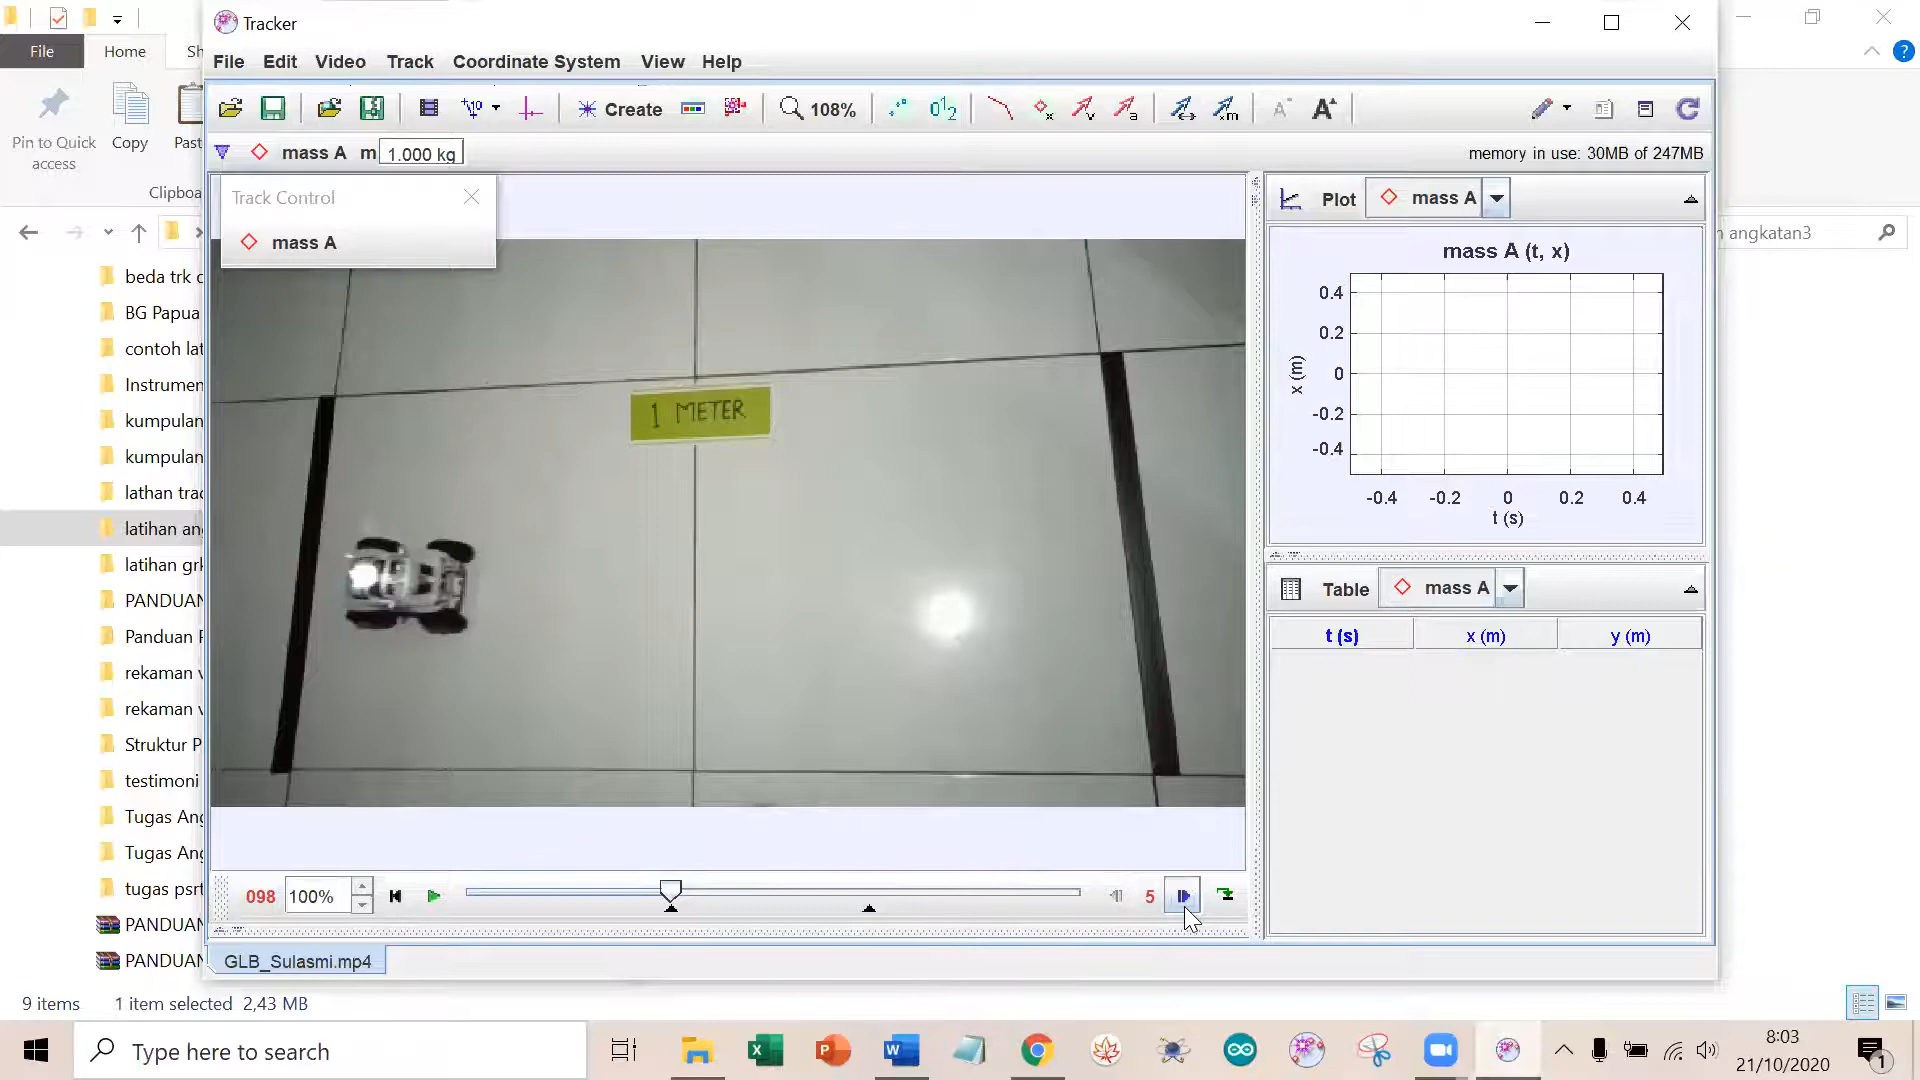 File
Home
Sh
Pin to Quick access
Copy
Past
Clipboa
Tracker
File Edit Video Track Coordinate System View Help
Create
108%
mass A m 1.000 kg
memory in use: 30MB of 247MB
Track Control
mass A
1 METER
Plot mass A
mass A (t, x)
0.4
0.2
0
-0.2
-0.4
x (m)
-0.4 -0.2 0 0.2 0.4
t (s)
Table mass A
t (s) x (m) y (m)
n angkatan3
beda trk c
BG Papua
contoh lat
Instrumen
kumpulan
kumpulan
lathan trac
latihan ang
latihan grk
PANDUAN
Panduan P
rekaman v
rekaman v
Struktur P
testimoni
Tugas Ang
Tugas Ang
tugas psrt
PANDUAN
PANDUAN
098 100% 5
GLB_Sulasmi.mp4
9 items 1 item selected 2,43 MB
Type here to search
8:03
21/10/2020
1